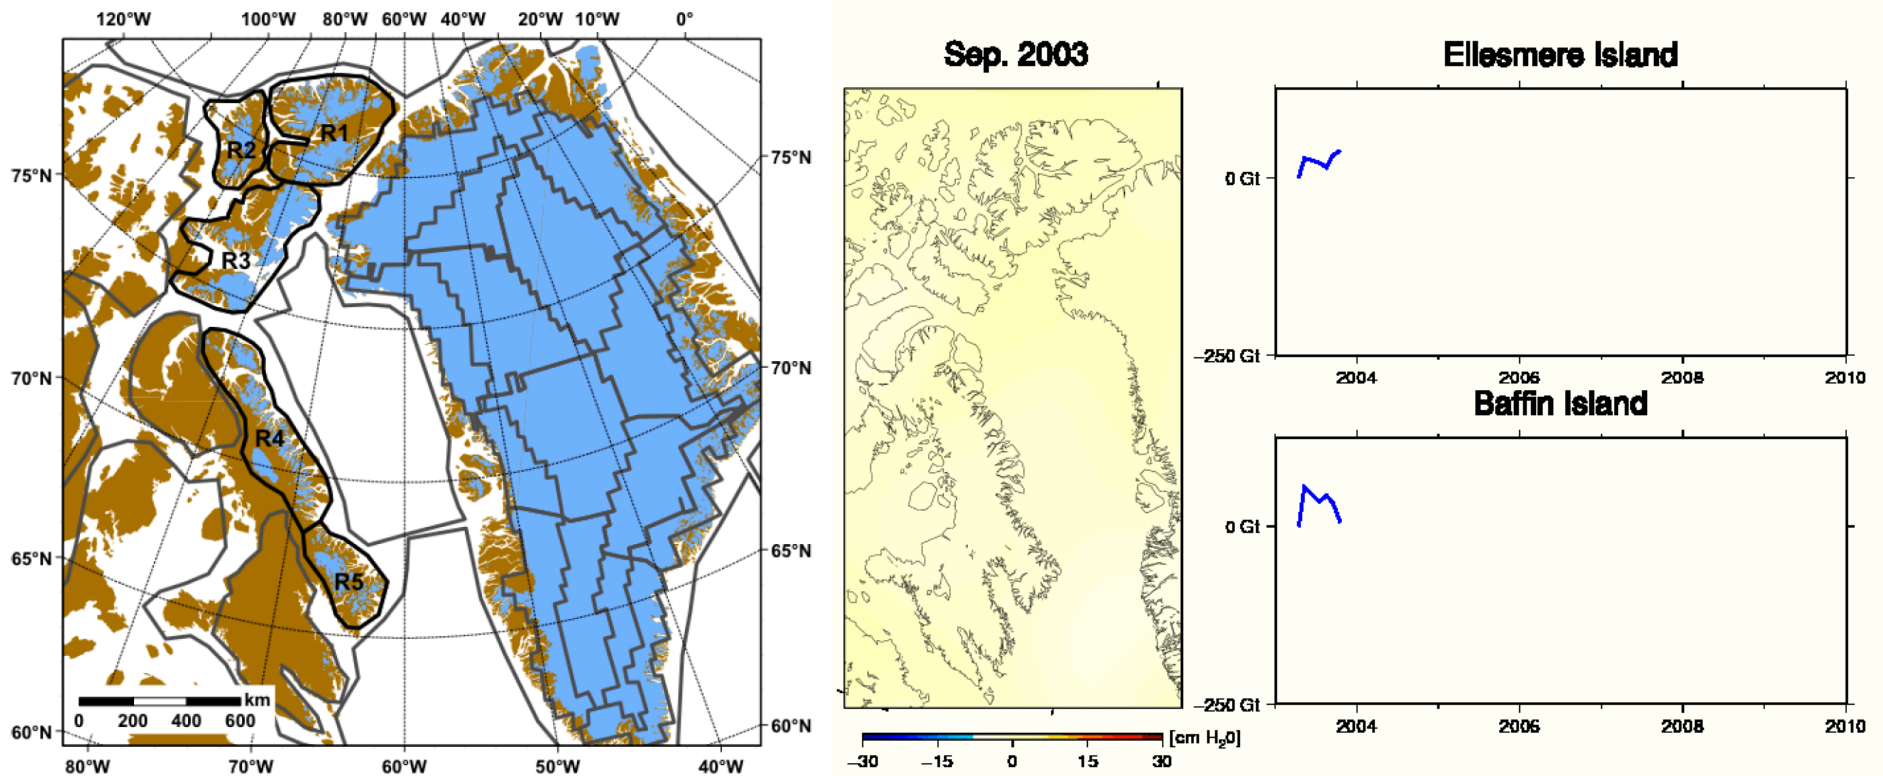 120°W 100°W 80°W 60°W 40°W 20°W 10°W 0°
75°N
70°N
65°N
60°N
75°N
70°N
65°N
60°N
R1
R2
R3
R4
R5
km
0 200 400 600
80°W 70°W 60°W 50°W 40°W
Sep. 2003
[cm H₂0]
−30 −15 0 15 30
Ellesmere Island
0 Gt
−250 Gt
2004 2006 2008 2010
Baffin Island
0 Gt
−250 Gt
2004 2006 2008 2010